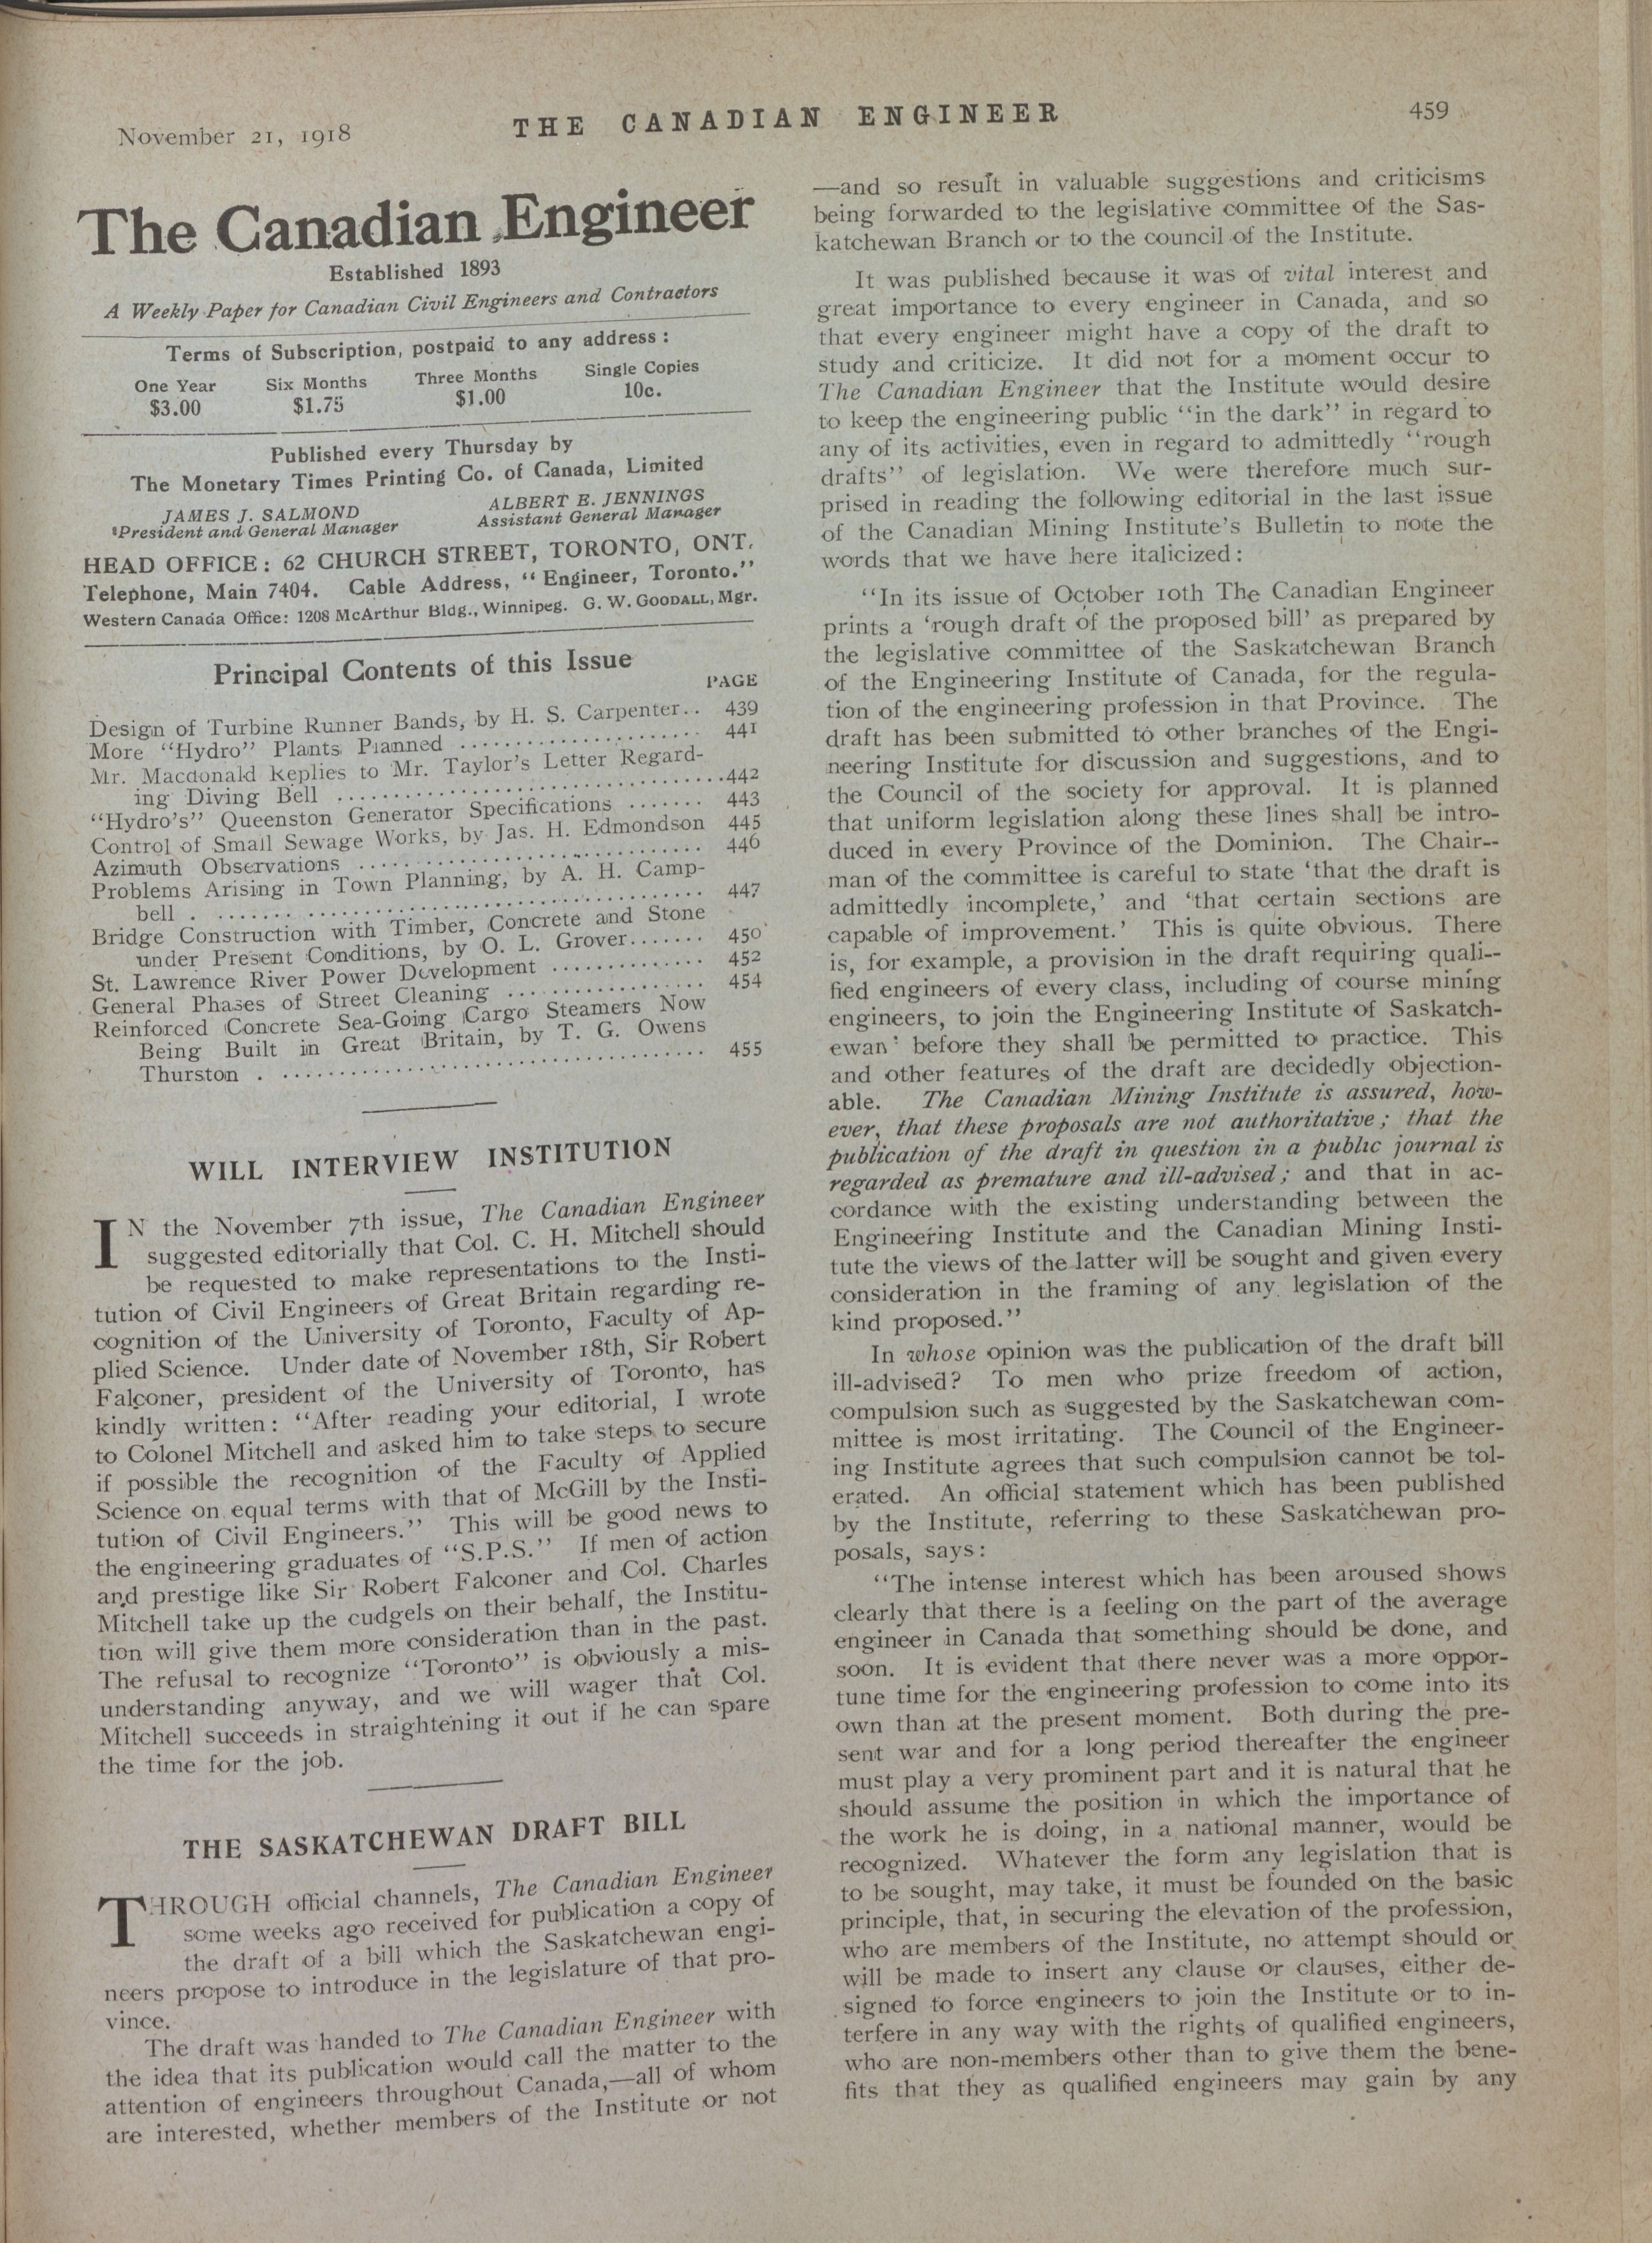 November 21, 1918
THE CANADIAN ENGINEER
459
The Canadian Engineer
Established 1893
A Weekly Paper for Canadian Civil Engineers and Contractors
Terms of Subscription, postpaid to any address :
One Year Six Months Three Months Single Copies
$3.00 $1.75 $1.00 10c.
Published every Thursday by
The Monetary Times Printing Co. of Canada, Limited
JAMES J. SALMOND ALBERT E. JENNINGS
President and General Manager Assistant General Manager
HEAD OFFICE : 62 CHURCH STREET, TORONTO, ONT.
Telephone, Main 7404. Cable Address, “Engineer, Toronto.”
Western Canada Office: 1208 McArthur Bldg., Winnipeg. G. W. GOODALL, Mgr.
Principal Contents of this Issue
PAGE
Design of Turbine Runner Bands, by H. S. Carpenter.. 439
More “Hydro” Plants Planned ..................... 441
Mr. Macdonald Replies to Mr. Taylor’s Letter Regard-
ing Diving Bell ..................................442
“Hydro’s” Queenston Generator Specifications ....... 443
Control of Small Sewage Works, by Jas. H. Edmondson 445
Azimuth Observations .............................. 446
Problems Arising in Town Planning, by A. H. Camp-
bell . ........................................ 447
Bridge Construction with Timber, Concrete and Stone
under Present Conditions, by O. L. Grover....... 450
St. Lawrence River Power Development .............. 452
General Phases of Street Cleaning .................. 454
Reinforced Concrete Sea-Going Cargo Steamers Now
Being Built in Great Britain, by T. G. Owens
Thurston . .................................... 455
WILL INTERVIEW INSTITUTION
IN the November 7th issue, The Canadian Engineer
suggested editorially that Col. C. H. Mitchell should
be requested to make representations to the Insti-
tution of Civil Engineers of Great Britain regarding re-
cognition of the University of Toronto, Faculty of Ap-
plied Science. Under date of November 18th, Sir Robert
Falconer, president of the University of Toronto, has
kindly written: “After reading your editorial, I wrote
to Colonel Mitchell and asked him to take steps to secure
if possible the recognition of the Faculty of Applied
Science on equal terms with that of McGill by the Insti-
tution of Civil Engineers.” This will be good news to
the engineering graduates of “S.P.S.” If men of action
and prestige like Sir Robert Falconer and Col. Charles
Mitchell take up the cudgels on their behalf, the Institu-
tion will give them more consideration than in the past.
The refusal to recognize “Toronto” is obviously a mis-
understanding anyway, and we will wager that Col.
Mitchell succeeds in straightening it out if he can spare
the time for the job.
THE SASKATCHEWAN DRAFT BILL
THROUGH official channels, The Canadian Engineer
some weeks ago received for publication a copy of
the draft of a bill which the Saskatchewan engi-
neers propose to introduce in the legislature of that pro-
vince.
The draft was handed to The Canadian Engineer with
the idea that its publication would call the matter to the
attention of engineers throughout Canada,—all of whom
are interested, whether members of the Institute or not
—and so result in valuable suggestions and criticisms
being forwarded to the legislative committee of the Sas-
katchewan Branch or to the council of the Institute.
It was published because it was of vital interest and
great importance to every engineer in Canada, and so
that every engineer might have a copy of the draft to
study and criticize. It did not for a moment occur to
The Canadian Engineer that the Institute would desire
to keep the engineering public “in the dark” in regard to
any of its activities, even in regard to admittedly “rough
drafts” of legislation. We were therefore much sur-
prised in reading the following editorial in the last issue
of the Canadian Mining Institute’s Bulletin to note the
words that we have here italicized:
“In its issue of October 10th The Canadian Engineer
prints a ‘rough draft of the proposed bill’ as prepared by
the legislative committee of the Saskatchewan Branch
of the Engineering Institute of Canada, for the regula-
tion of the engineering profession in that Province. The
draft has been submitted to other branches of the Engi-
neering Institute for discussion and suggestions, and to
the Council of the society for approval. It is planned
that uniform legislation along these lines shall be intro-
duced in every Province of the Dominion. The Chair--
man of the committee is careful to state ‘that the draft is
admittedly incomplete,’ and ‘that certain sections are
capable of improvement.’ This is quite obvious. There
is, for example, a provision in the draft requiring quali--
fied engineers of every class, including of course mining
engineers, to join the Engineering Institute of Saskatch-
ewan’ before they shall be permitted to practice. This
and other features of the draft are decidedly objection-
able. The Canadian Mining Institute is assured, how-
ever, that these proposals are not authoritative; that the
publication of the draft in question in a public journal is
regarded as premature and ill-advised; and that in ac-
cordance with the existing understanding between the
Engineering Institute and the Canadian Mining Insti-
tute the views of the latter will be sought and given every
consideration in the framing of any legislation of the
kind proposed.”
In whose opinion was the publication of the draft bill
ill-advised? To men who prize freedom of action,
compulsion such as suggested by the Saskatchewan com-
mittee is most irritating. The Council of the Engineer-
ing Institute agrees that such compulsion cannot be tol-
erated. An official statement which has been published
by the Institute, referring to these Saskatchewan pro-
posals, says:
“The intense interest which has been aroused shows
clearly that there is a feeling on the part of the average
engineer in Canada that something should be done, and
soon. It is evident that there never was a more oppor-
tune time for the engineering profession to come into its
own than at the present moment. Both during the pre-
sent war and for a long period thereafter the engineer
must play a very prominent part and it is natural that he
should assume the position in which the importance of
the work he is doing, in a national manner, would be
recognized. Whatever the form any legislation that is
to be sought, may take, it must be founded on the basic
principle, that, in securing the elevation of the profession,
who are members of the Institute, no attempt should or
will be made to insert any clause or clauses, either de-
signed to force engineers to join the Institute or to in-
terfere in any way with the rights of qualified engineers,
who are non-members other than to give them the bene-
fits that they as qualified engineers may gain by any